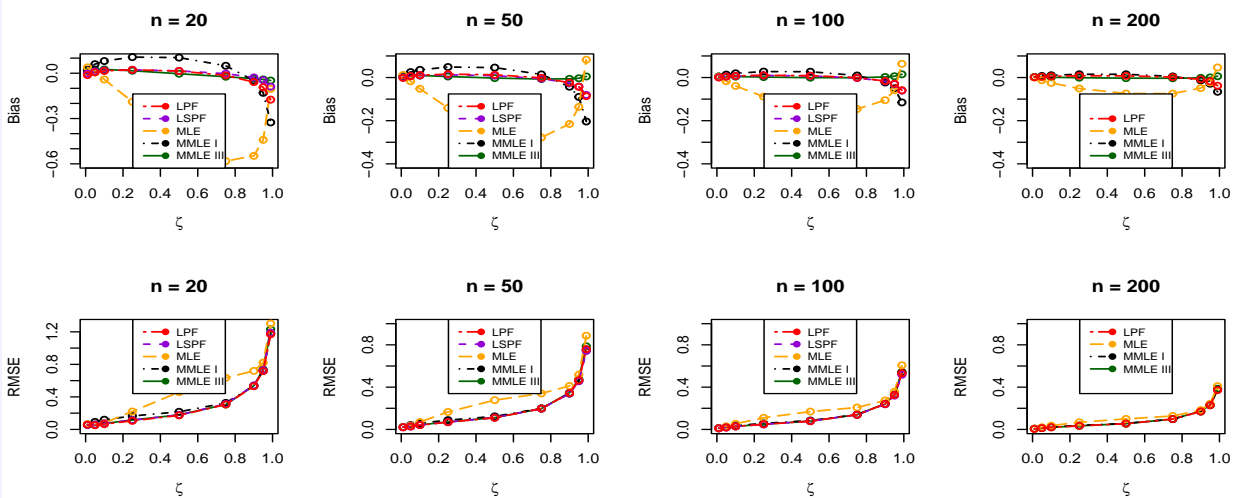 n = 20
n = 50
n = 100
n = 200
Bias
0.0
−0.3
−0.6
LPF
LSPF
MLE
MMLE I
MMLE III
0.0 0.2 0.4 0.6 0.8 1.0
ζ
Bias
0.0
−0.2
−0.4
LPF
LSPF
MLE
MMLE I
MMLE III
0.0 0.2 0.4 0.6 0.8 1.0
ζ
Bias
0.0
−0.2
−0.4
LPF
LSPF
MLE
MMLE I
MMLE III
0.0 0.2 0.4 0.6 0.8 1.0
ζ
Bias
0.0
−0.2
−0.4
LPF
MLE
MMLE I
MMLE III
0.0 0.2 0.4 0.6 0.8 1.0
ζ
n = 20
n = 50
n = 100
n = 200
RMSE
1.2
0.8
0.4
0.0
LPF
LSPF
MLE
MMLE I
MMLE III
0.0 0.2 0.4 0.6 0.8 1.0
ζ
RMSE
0.8
0.4
0.0
LPF
LSPF
MLE
MMLE I
MMLE III
0.0 0.2 0.4 0.6 0.8 1.0
ζ
RMSE
0.8
0.4
0.0
LPF
LSPF
MLE
MMLE I
MMLE III
0.0 0.2 0.4 0.6 0.8 1.0
ζ
RMSE
0.8
0.4
0.0
LPF
MLE
MMLE I
MMLE III
0.0 0.2 0.4 0.6 0.8 1.0
ζ